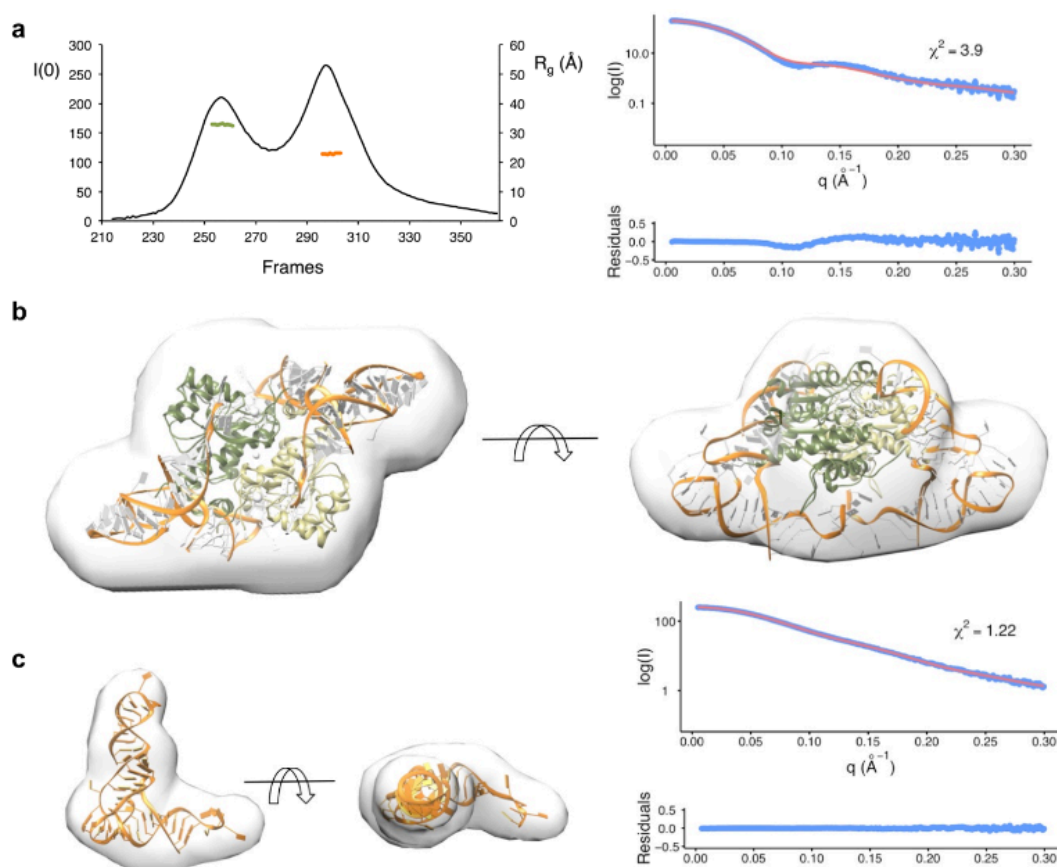 a
I(0)
300
250
200
150
100
50
0
60
50
40
30
20
10
0
Rg (Å)
210 230 250 270 290 310 330 350
Frames
log(I)
10.0
0.1
χ² = 3.9
0.00 0.05 0.10 0.15 0.20 0.25 0.30
q (Å⁻¹)
Residuals
0.5
0.0
−0.5
0.00 0.05 0.10 0.15 0.20 0.25 0.30
b
log(I)
100
1
χ² = 1.22
0.00 0.05 0.10 0.15 0.20 0.25 0.30
q (Å⁻¹)
c
Residuals
0.5
0.0
−0.5
0.00 0.05 0.10 0.15 0.20 0.25 0.30